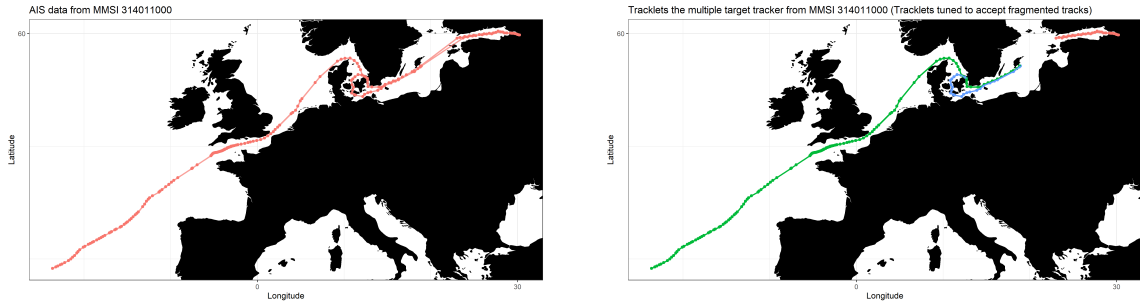 AIS data from MMSI 314011000
60
Latitude
0
30
Longitude
Tracklets the multiple target tracker from MMSI 314011000 (Tracklets tuned to accept fragmented tracks)
60
Latitude
0
30
Longitude